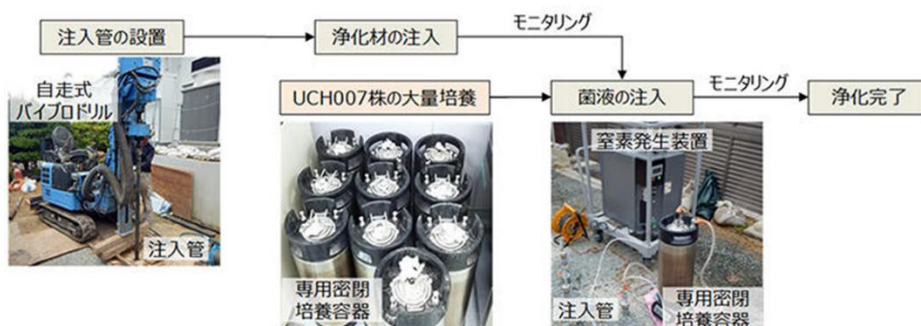 注入管の設置
浄化材の注入
モニタリング
自走式
バイブロドリル
注入管
UCH007株の大量培養
菌液の注入
モニタリング
浄化完了
専用密閉
培養容器
窒素発生装置
注入管
専用密閉
培養容器